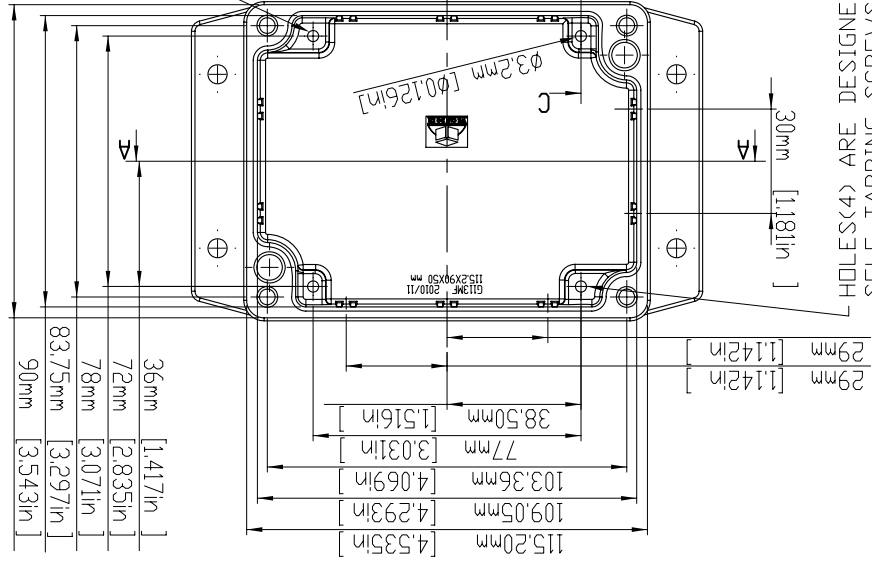 115.20mm [4.535in ]
109.05mm [4.293in ]
103.36mm [4.069in ]
77mm [3.031in ]
38.50mm [1.516in ]
29mm [1.142in ]
29mm [1.142in ]
G113MF 2010/11
115.2X90X50 mm
Ø3.2mm [Ø0.126in]
C
A
A
30mm [1.181in ]
HOLES(4) ARE DESIGNE
SELF TAPPING SCREWS
36mm [1.417in ]
72mm [2.835in ]
78mm [3.071in ]
83.75mm [3.297in ]
90mm [3.543in ]